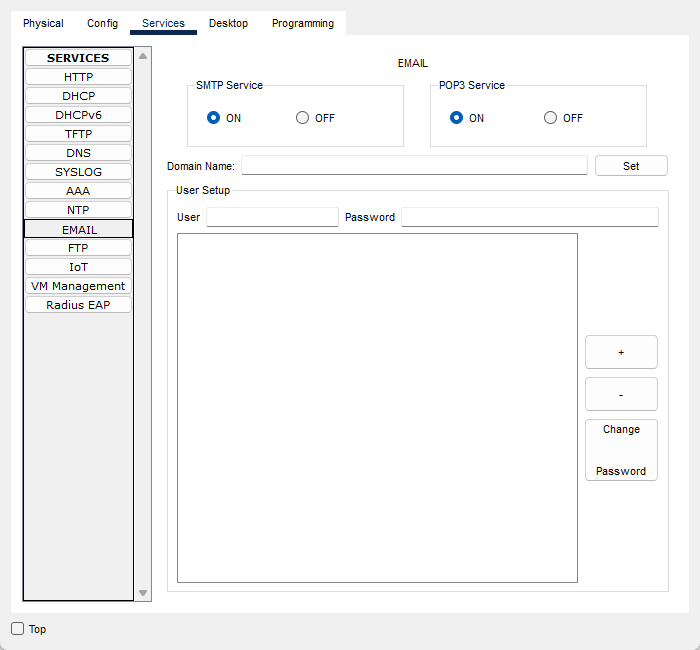 Physical Config Services Desktop Programming
SERVICES
HTTP
DHCP
DHCPv6
TFTP
DNS
SYSLOG
AAA
NTP
EMAIL
FTP
IoT
VM Management
Radius EAP
EMAIL
SMTP Service
ON OFF
POP3 Service
ON OFF
Domain Name: Set
User Setup
User Password
+
-
Change
Password
Top